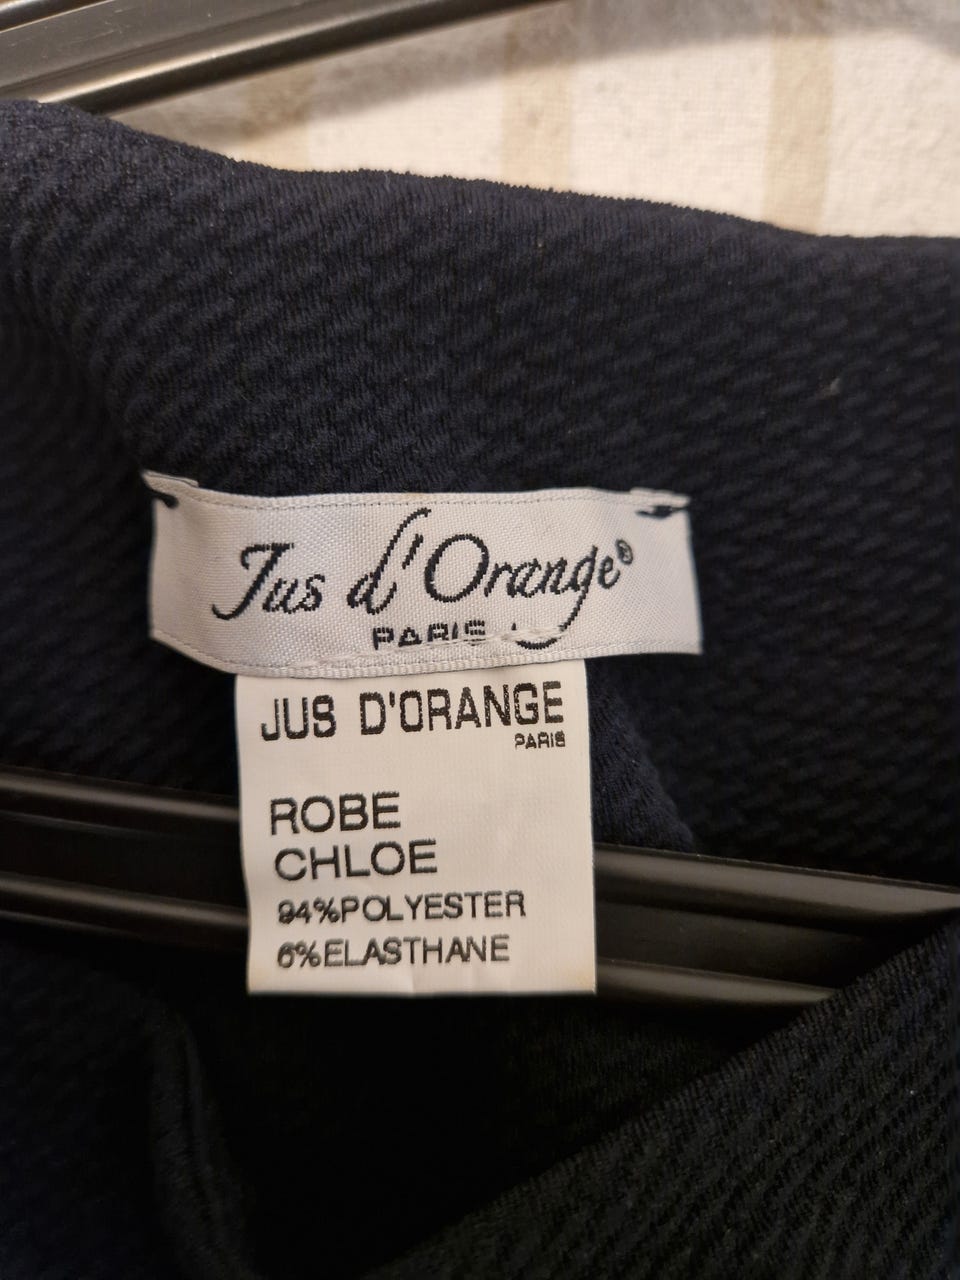 Jus d'Orange®
PARIS
JUS D'ORANGE
PARIS
ROBE
CHLOE
94%POLYESTER
6%ELASTHANE